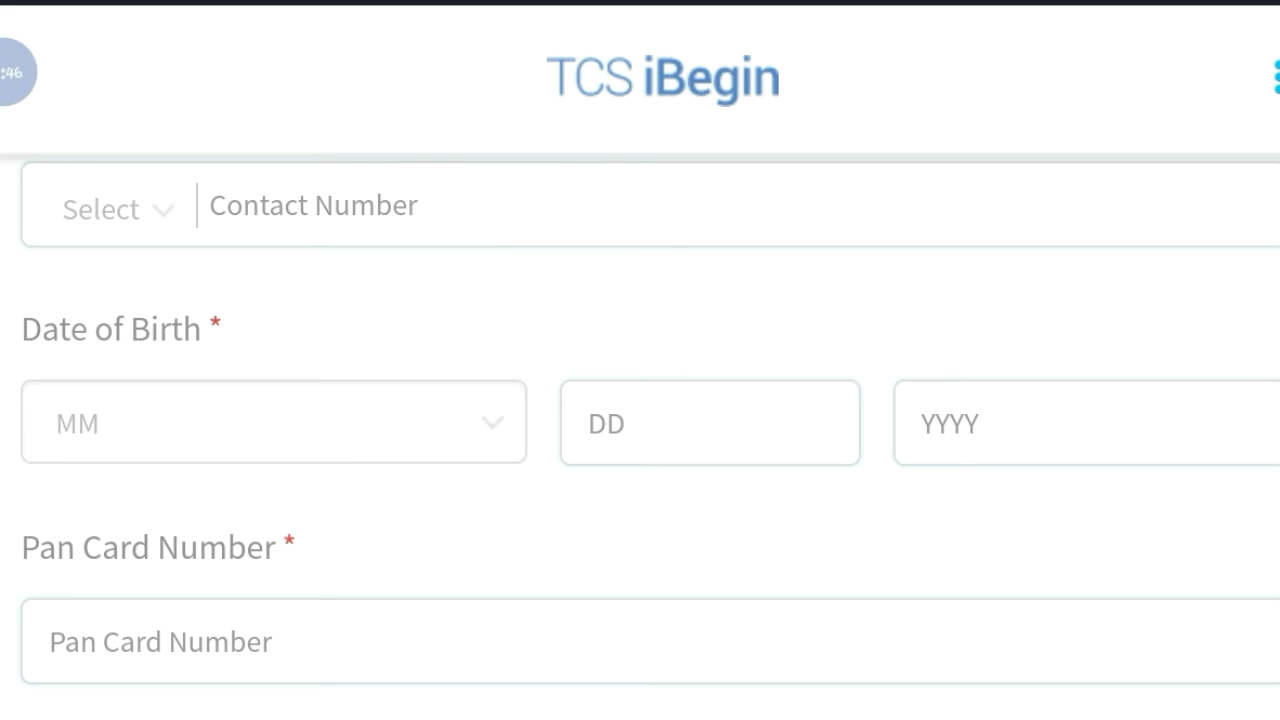 :46
TCS iBegin
Select Contact Number
Date of Birth *
MM DD YYYY
Pan Card Number *
Pan Card Number